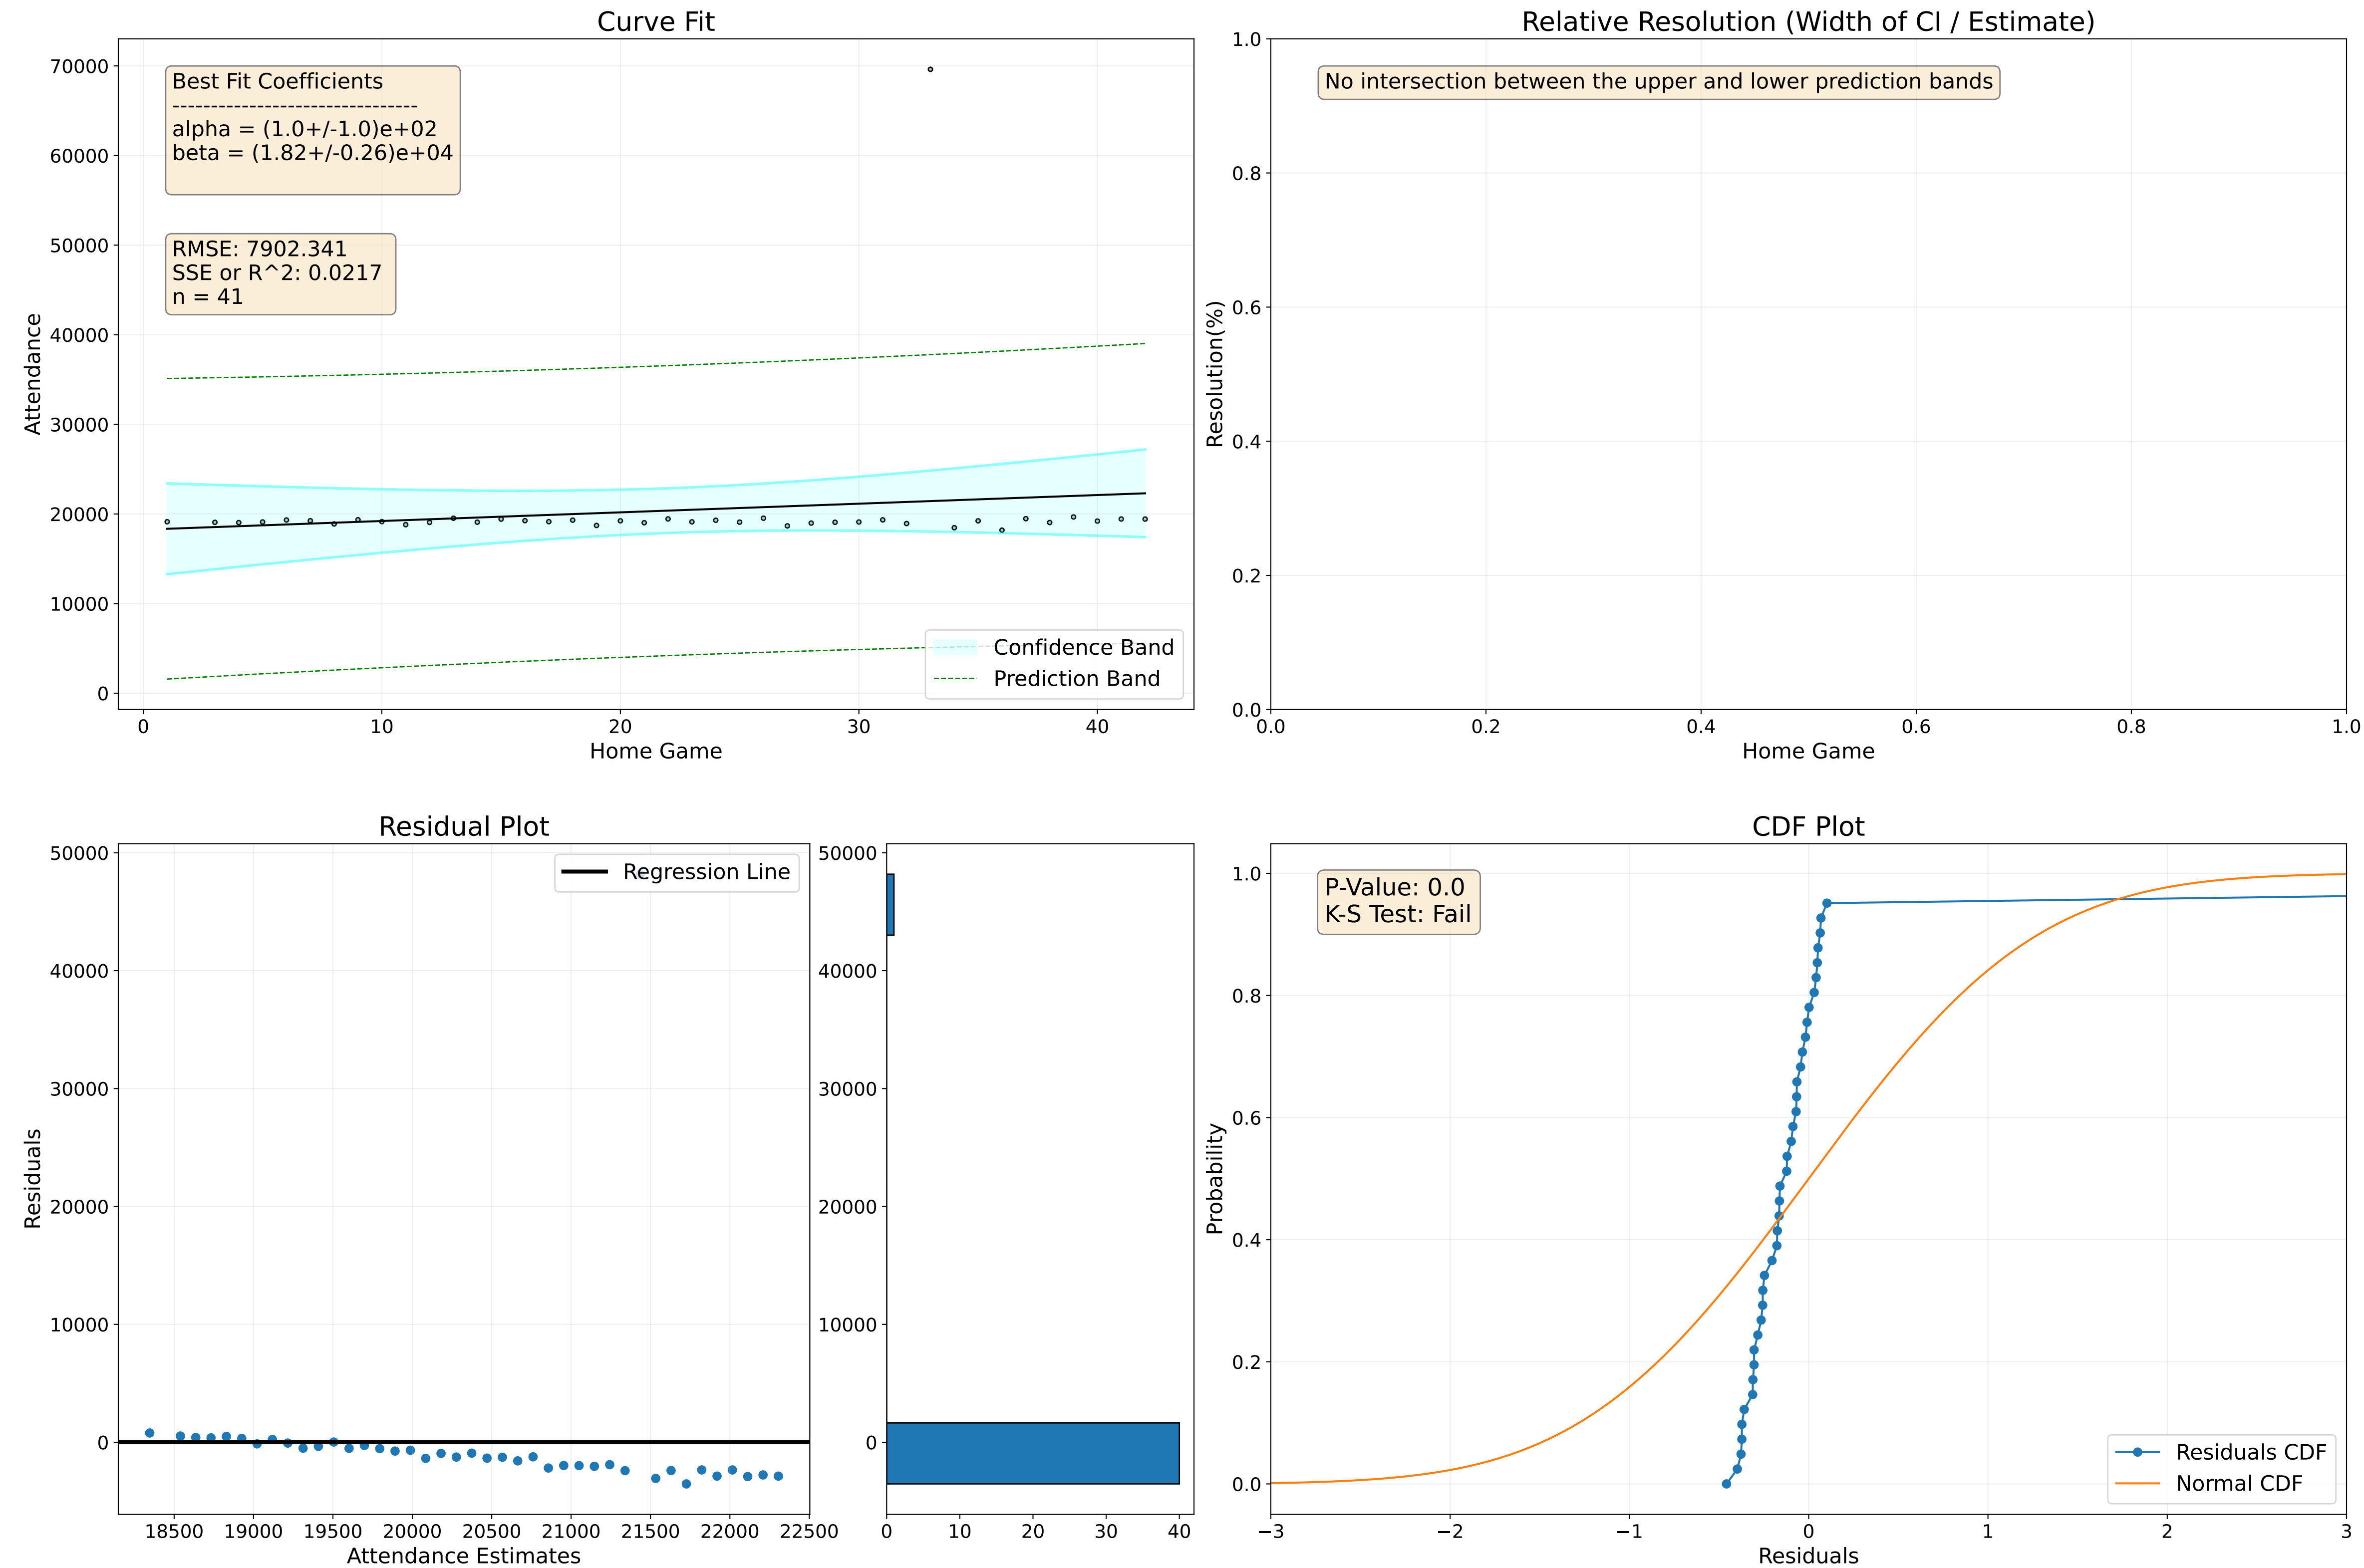 Curve Fit
70000
60000
50000
40000
30000
20000
10000
0
Attendance
Best Fit Coefficients
--------------------------------
alpha = (1.0+/-1.0)e+02
beta = (1.82+/-0.26)e+04
RMSE: 7902.341
SSE or R^2: 0.0217
n = 41
Confidence Band
Prediction Band
0 10 20 30 40
Home Game
Relative Resolution (Width of CI / Estimate)
1.0
0.8
0.6
0.4
0.2
0.0
Resolution(%)
No intersection between the upper and lower prediction bands
0.0 0.2 0.4 0.6 0.8 1.0
Home Game
Residual Plot
50000
40000
30000
20000
10000
0
Residuals
Regression Line
18500 19000 19500 20000 20500 21000 21500 22000 22500
Attendance Estimates
50000
40000
30000
20000
10000
0
0 10 20 30 40
CDF Plot
1.0
0.8
0.6
0.4
0.2
0.0
Probability
P-Value: 0.0
K-S Test: Fail
Residuals CDF
Normal CDF
−3 −2 −1 0 1 2 3
Residuals